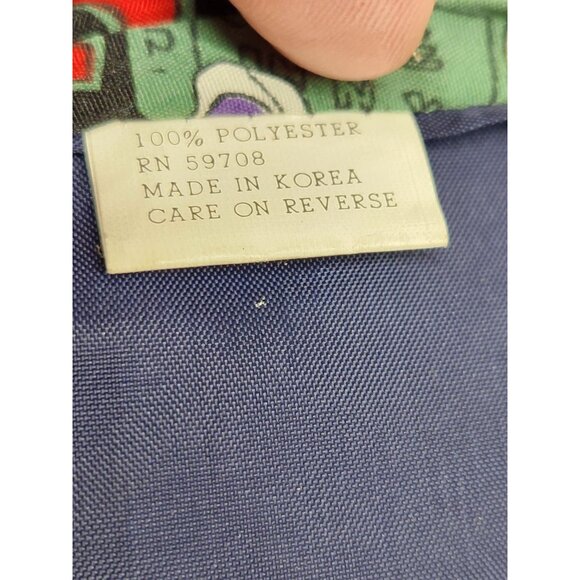 100% POLYESTER
RN 59708
MADE IN KOREA
CARE ON REVERSE